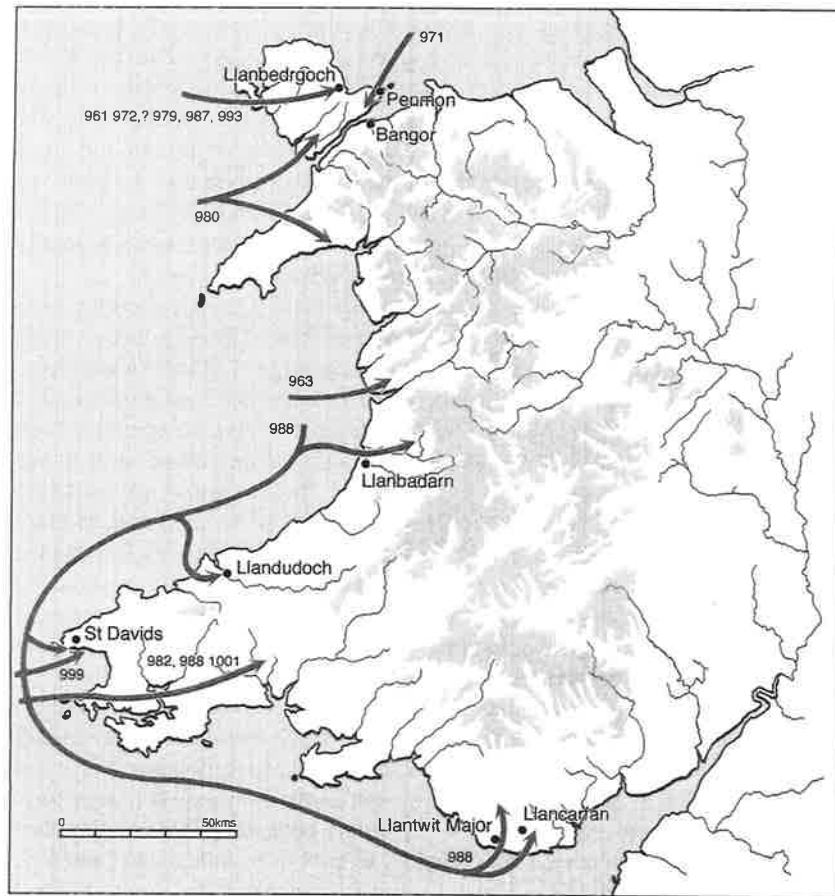 971
Llanbedrgoch
Penmon
961 972,? 979, 987, 993
Bangor
980
963
988
Llanbadarn
Llandudoch
St Davids
982, 988 1001
999
0 50kms
Llantwit Major
Llancarfan
988